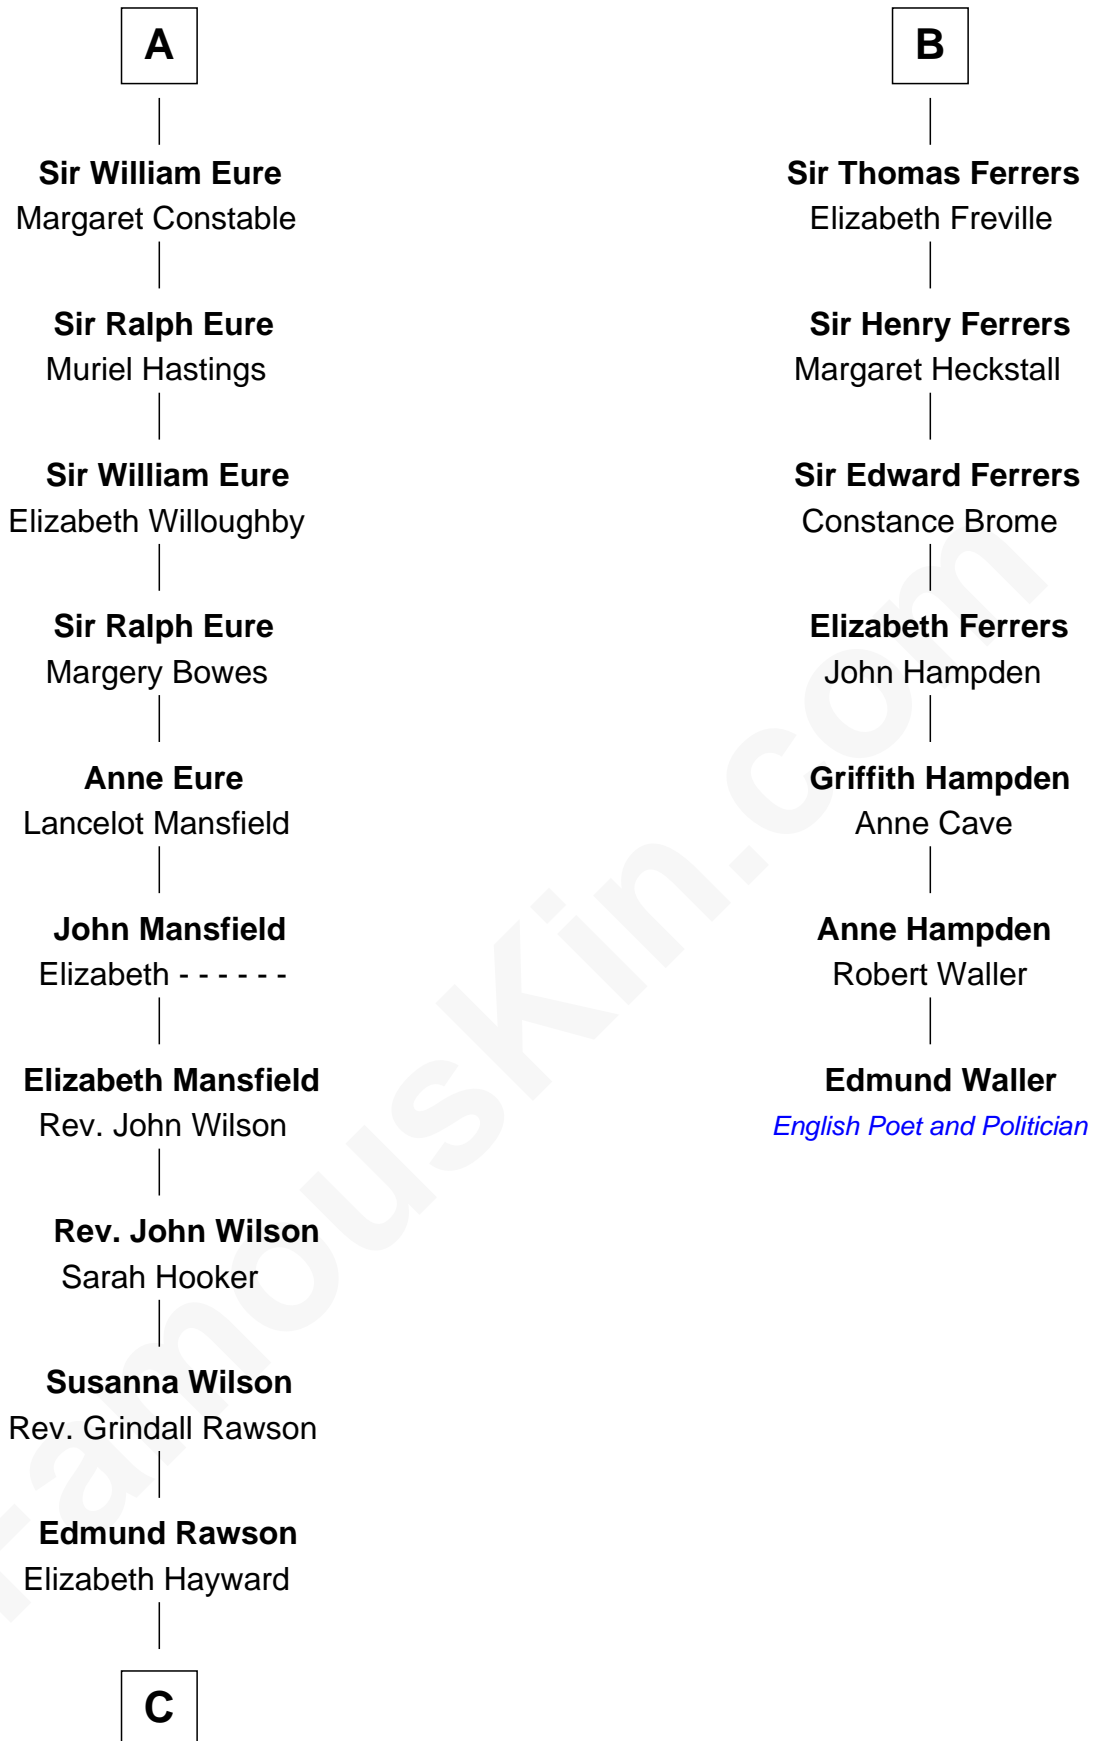 A
Sir William Eure
Margaret Constable
Sir Ralph Eure
Muriel Hastings
Sir William Eure
Elizabeth Willoughby
Sir Ralph Eure
Margery Bowes
Anne Eure
Lancelot Mansfield
John Mansfield
Elizabeth - - - - - -
Elizabeth Mansfield
Rev. John Wilson
Rev. John Wilson
Sarah Hooker
Susanna Wilson
Rev. Grindall Rawson
Edmund Rawson
Elizabeth Hayward
C
B
Sir Thomas Ferrers
Elizabeth Freville
Sir Henry Ferrers
Margaret Heckstall
Sir Edward Ferrers
Constance Brome
Elizabeth Ferrers
John Hampden
Griffith Hampden
Anne Cave
Anne Hampden
Robert Waller
Edmund Waller
English Poet and Politician
FamousKin.com